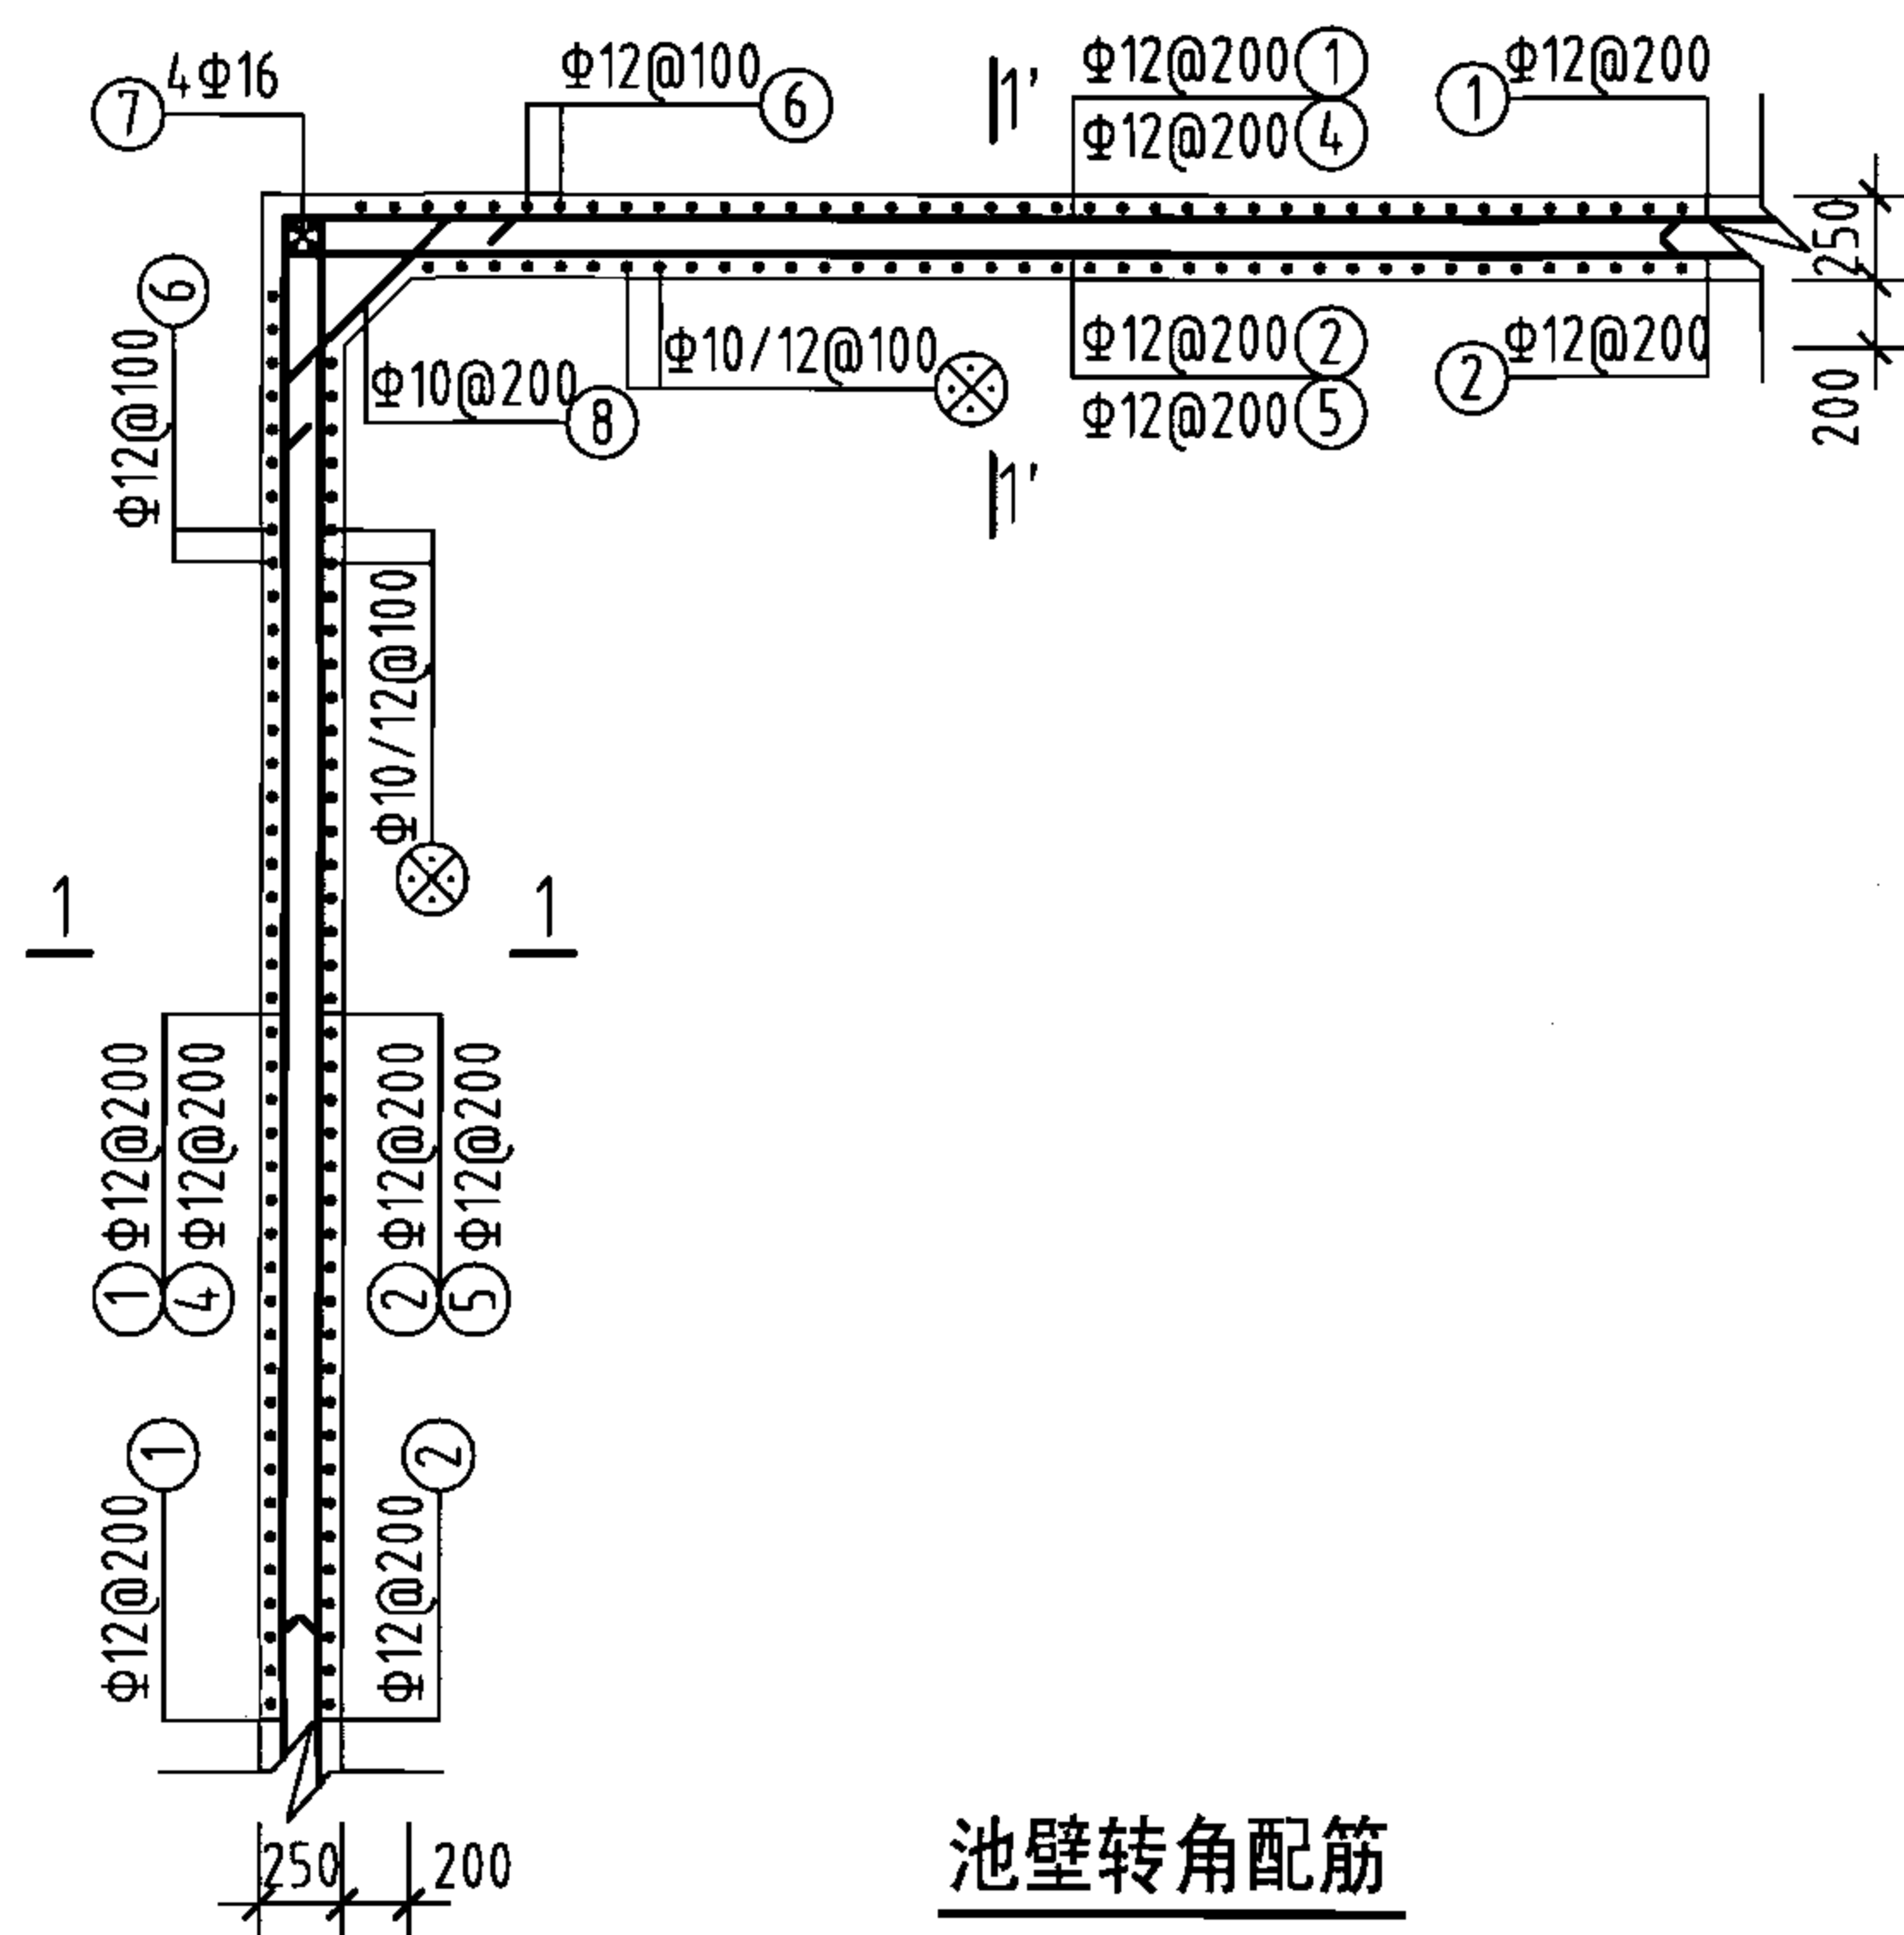 ⑦ 4Φ16
Φ12@100 ⑥
1'
Φ12@200 ①
Φ12@200 ④
① Φ12@200
250
200
⑥ Φ12@100
Φ10@200 ⑧
Φ10/12@100
Φ12@200 ②
Φ12@200 ⑤
② Φ12@200
1'
Φ10/12@100
1 1
① Φ12@200
④ Φ12@200
② Φ12@200
⑤ Φ12@200
① Φ12@200
② Φ12@200
250 200
池壁转角配筋